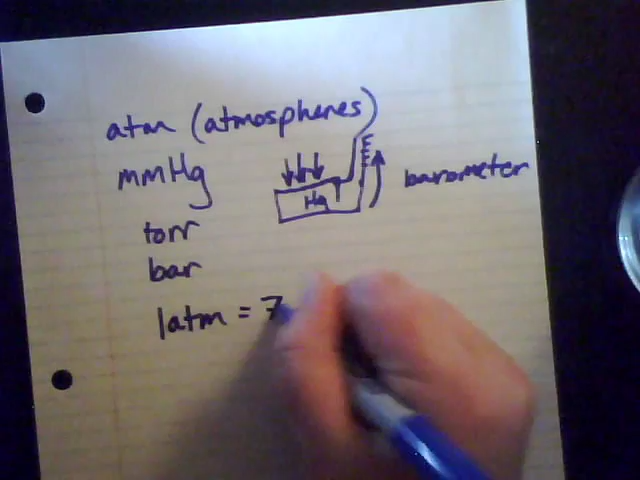 atm (atmospheres)
mmHg
Hg
barometer
torr
bar
1atm = 7